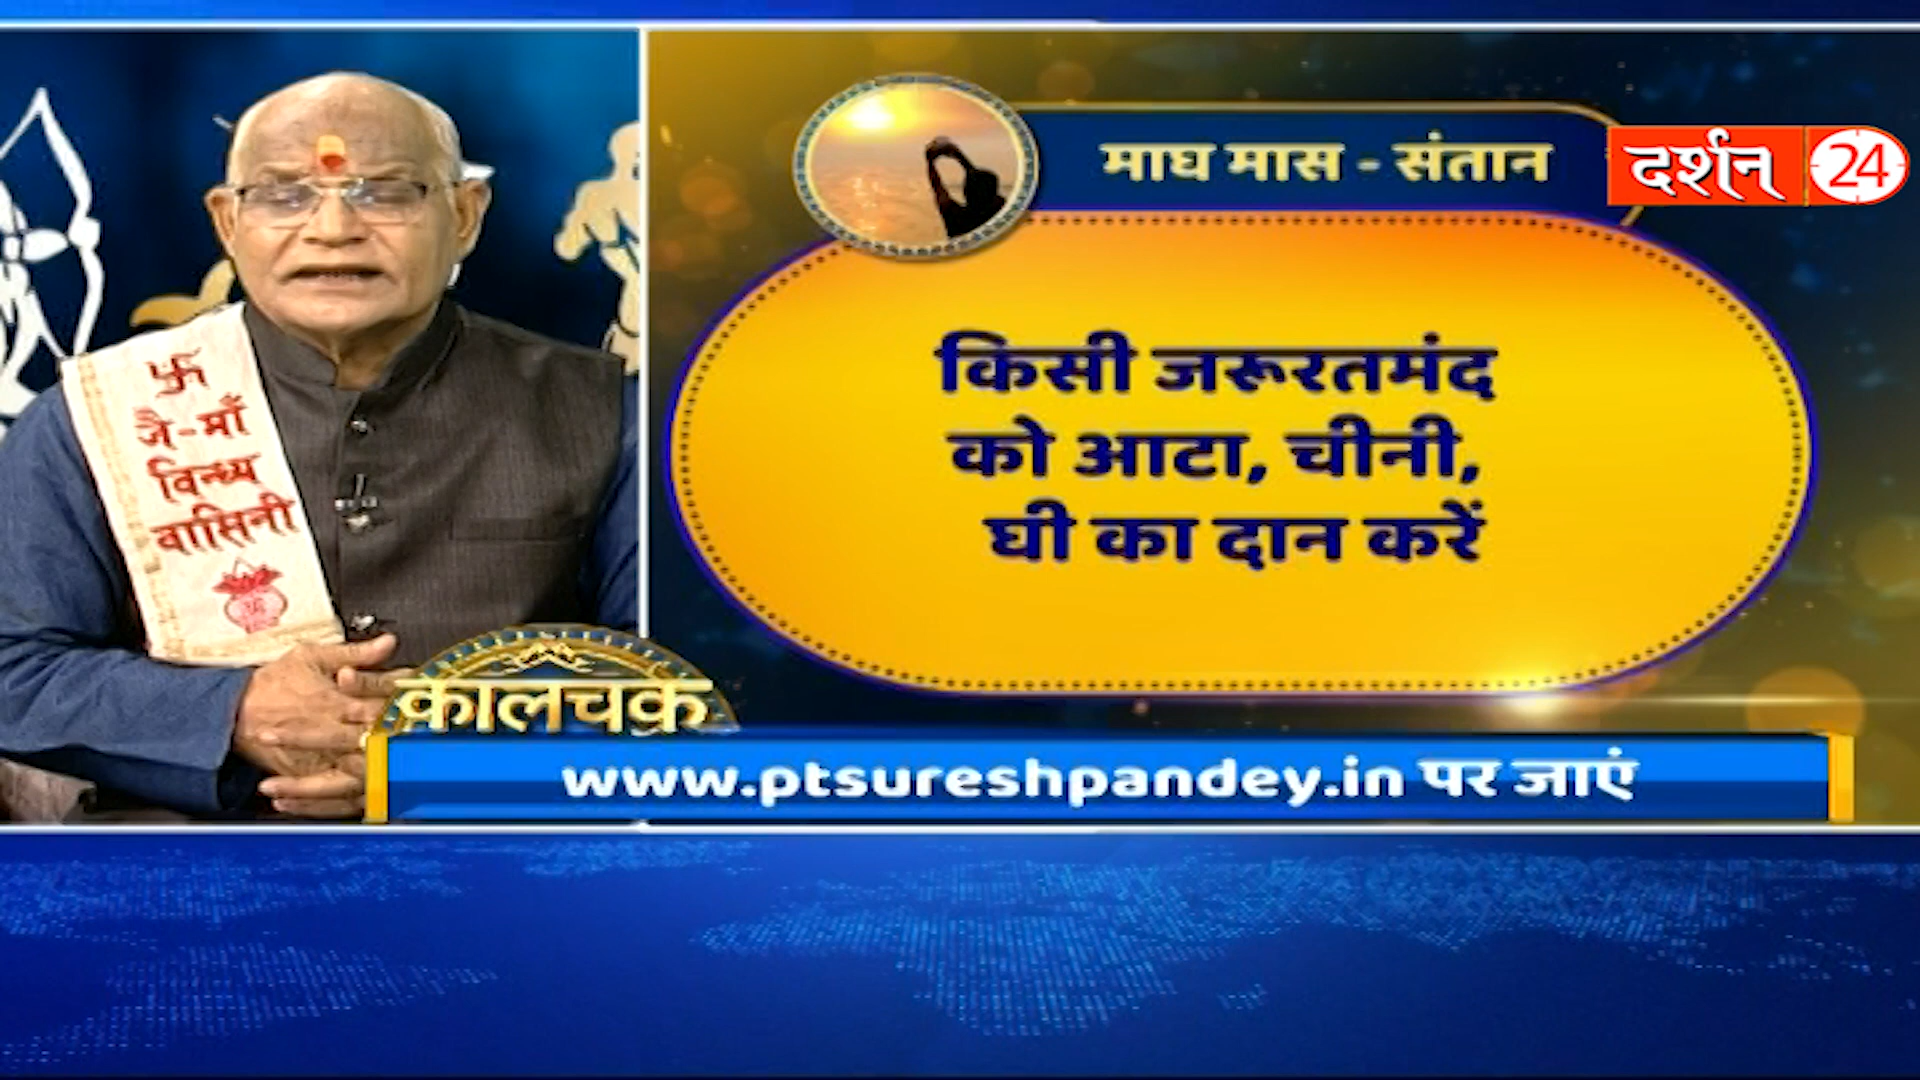 माघ मास - संतान
दर्शन 24
किसी जरूरतमंद
को आटा, चीनी,
घी का दान करें
जै-माँ
विन्ध्य
वासिनी
कालचक्र
www.ptsureshpandey.in पर जाएं